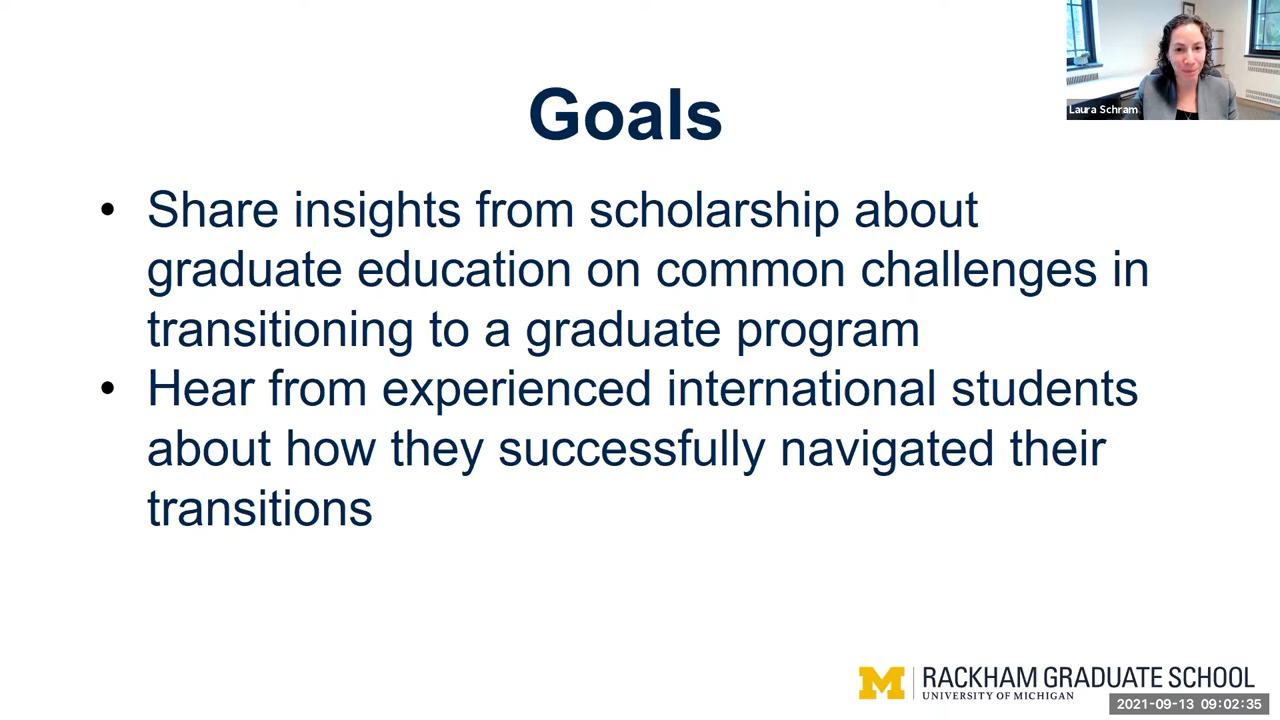 Laura Schram
Goals
• Share insights from scholarship about
graduate education on common challenges in
transitioning to a graduate program
• Hear from experienced international students
about how they successfully navigated their
transitions
M RACKHAM GRADUATE SCHOOL
UNIVERSITY OF MICHIGAN
2021-09-13 09:02:35